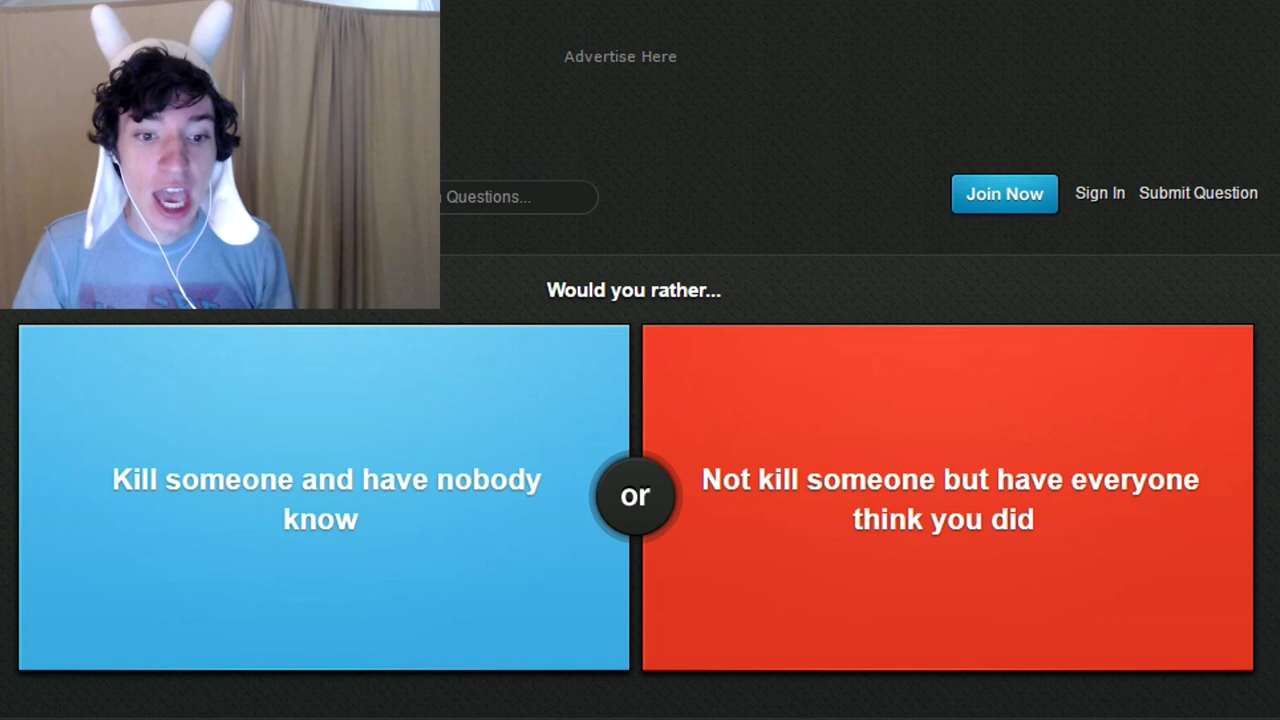 Advertise Here
Questions...
Join Now
Sign In
Submit Question
Would you rather...
Kill someone and have nobody
know
or
Not kill someone but have everyone
think you did